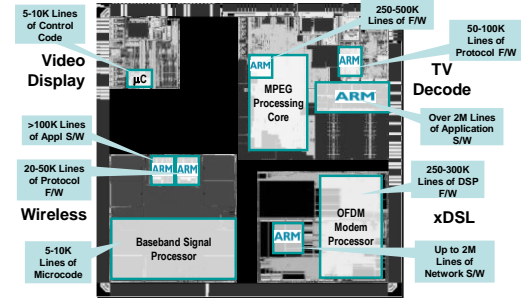 5-10K Lines
of Control
Code
Video
Display
µC
250-500K
Lines of F/W
ARM
MPEG
Processing
Core
50-100K
Lines of
Protocol F/W
ARM
TV
Decode
ARM
Over 2M Lines
of Application
S/W
>100K Lines
of Appl S/W
20-50K Lines
of Protocol
F/W
ARM ARM
Wireless
5-10K
Lines of
Microcode
Baseband Signal
Processor
250-300K
Lines of DSP
F/W
OFDM
Modem
Processor
xDSL
ARM
Up to 2M
Lines of
Network S/W